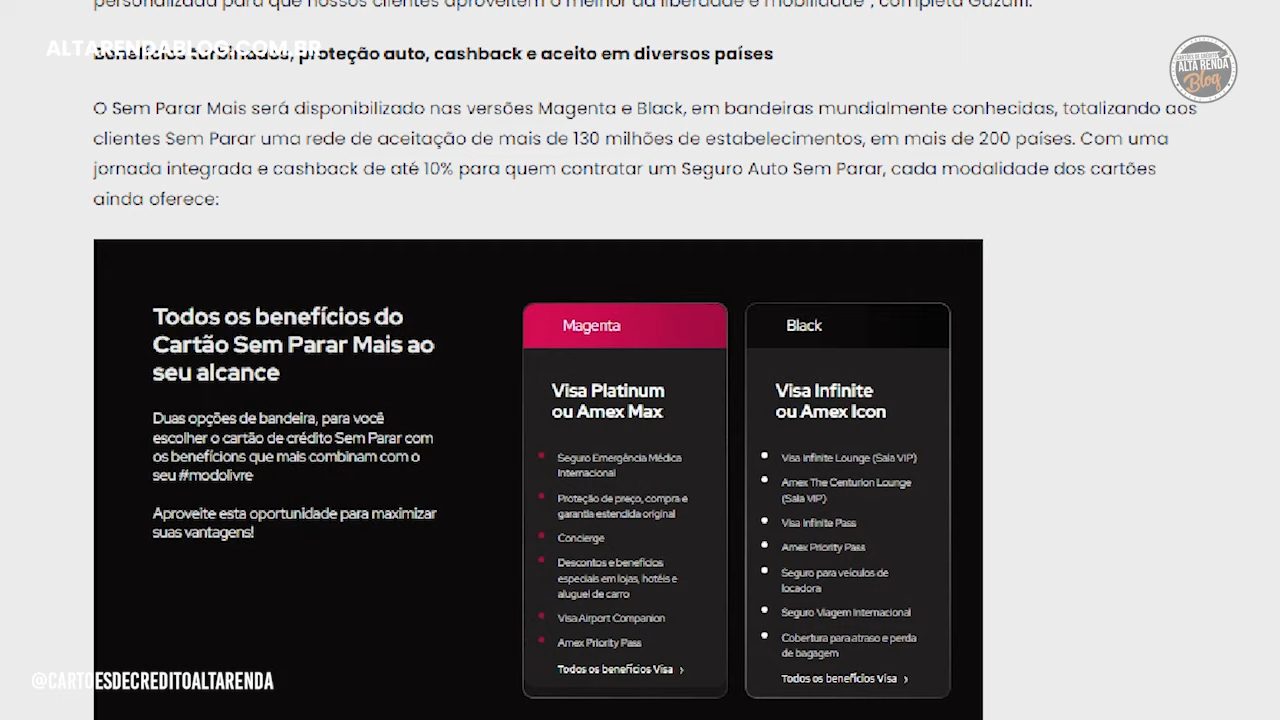 personalizada para que nossos clientes aproveitem o melhor da liberdade e mobilidade", completa Gazaffi.
ALTARENDABLOG.COM.BR
Benefícios turbinados, proteção auto, cashback e aceito em diversos países
CARTÕES DE CRÉDITO
ALTA RENDA
Blog
O Sem Parar Mais será disponibilizado nas versões Magenta e Black, em bandeiras mundialmente conhecidas, totalizando aos
clientes Sem Parar uma rede de aceitação de mais de 130 milhões de estabelecimentos, em mais de 200 países. Com uma
jornada integrada e cashback de até 10% para quem contratar um Seguro Auto Sem Parar, cada modalidade dos cartões
ainda oferece:
Todos os benefícios do
Cartão Sem Parar Mais ao
seu alcance
Duas opções de bandeira, para você
escolher o cartão de crédito Sem Parar com
os benefícions que mais combinam com o
seu #modolivre
Aproveite esta oportunidade para maximizar
suas vantagens!
Magenta
Visa Platinum
ou Amex Max
Seguro Emergência Médica
Internacional
Proteção de preço, compra e
garantia estendida original
Concierge
Descontos e benefícios
especiais em lojas, hotéis e
aluguel de carro
Visa Airport Companion
Amex Priority Pass
Todos os benefícios Visa ›
Black
Visa Infinite
ou Amex Icon
Visa Infinite Lounge (Sala VIP)
Amex The Centurion Lounge
(Sala VIP)
Visa Infinite Pass
Amex Priority Pass
Seguro para veículos de
locadora
Seguro Viagem Internacional
Cobertura para atraso e perda
de bagagem
Todos os benefícios Visa ›
@CARTOESDECREDITOALTARENDA